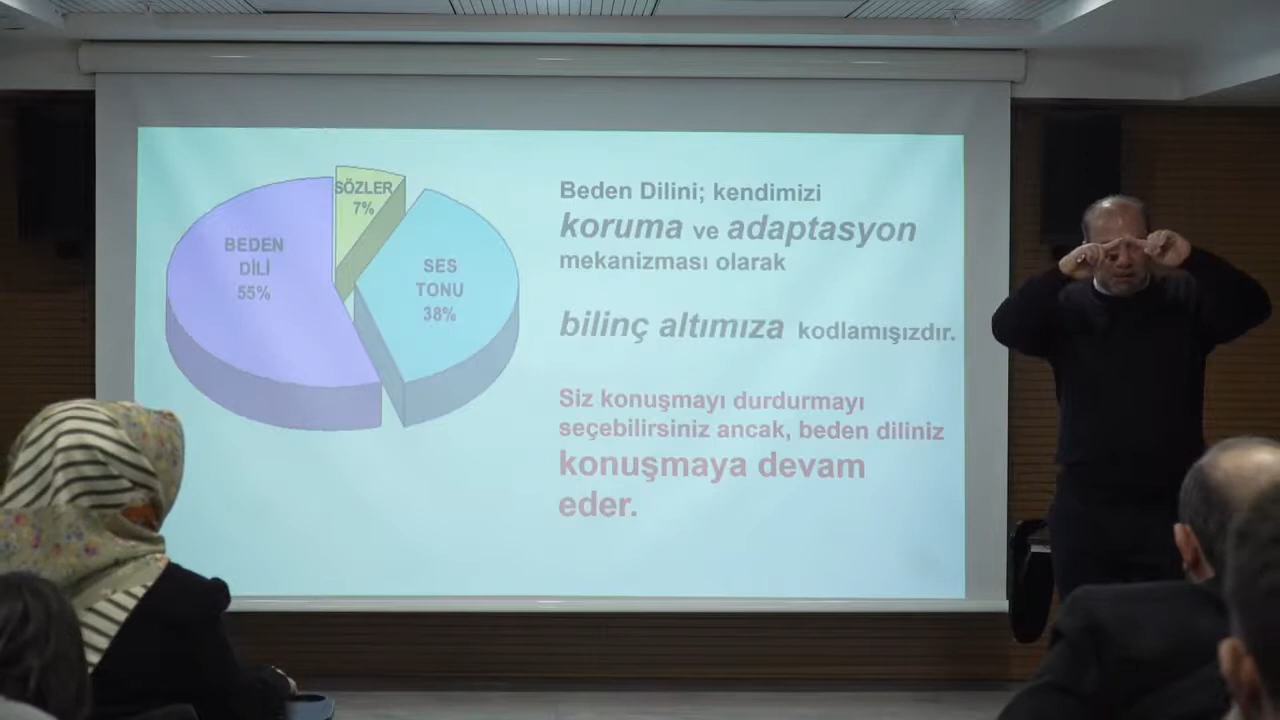 SÖZLER
7%
BEDEN
DİLİ
55%
SES
TONU
38%
Beden Dilini; kendimizi
koruma ve adaptasyon
mekanizması olarak
bilinç altımıza kodlamışızdır.
Siz konuşmayı durdurmayı
seçebilirsiniz ancak, beden diliniz
konuşmaya devam
eder.